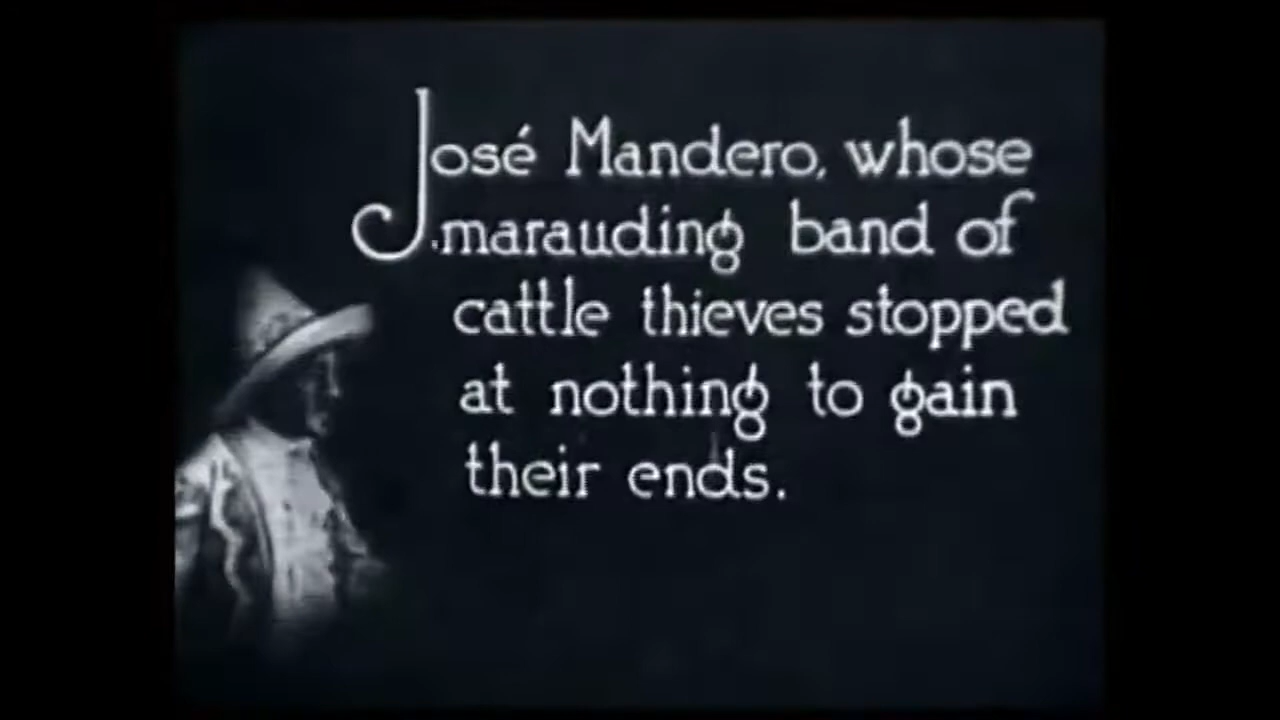 José Mandero, whose
marauding band of
cattle thieves stopped
at nothing to gain
their ends.